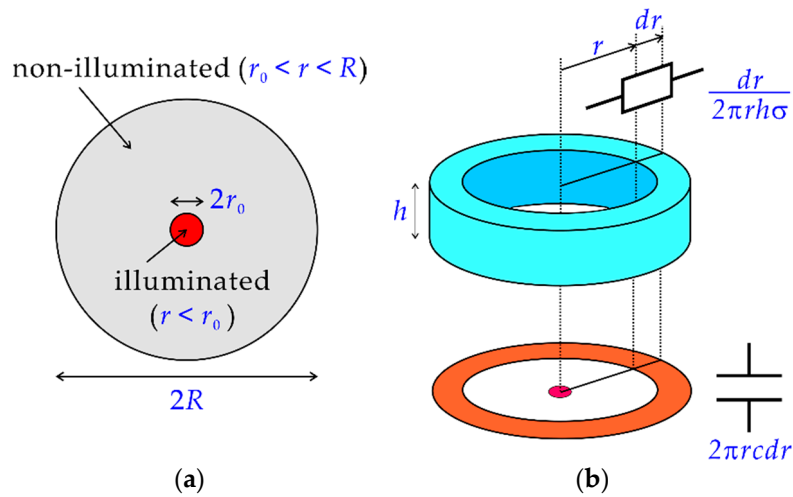 non-illuminated (r₀ < r < R)
2r₀
illuminated
(r < r₀)
2R
(a)
r
dr
dr
2πrhσ
h
2πrcdr
(b)